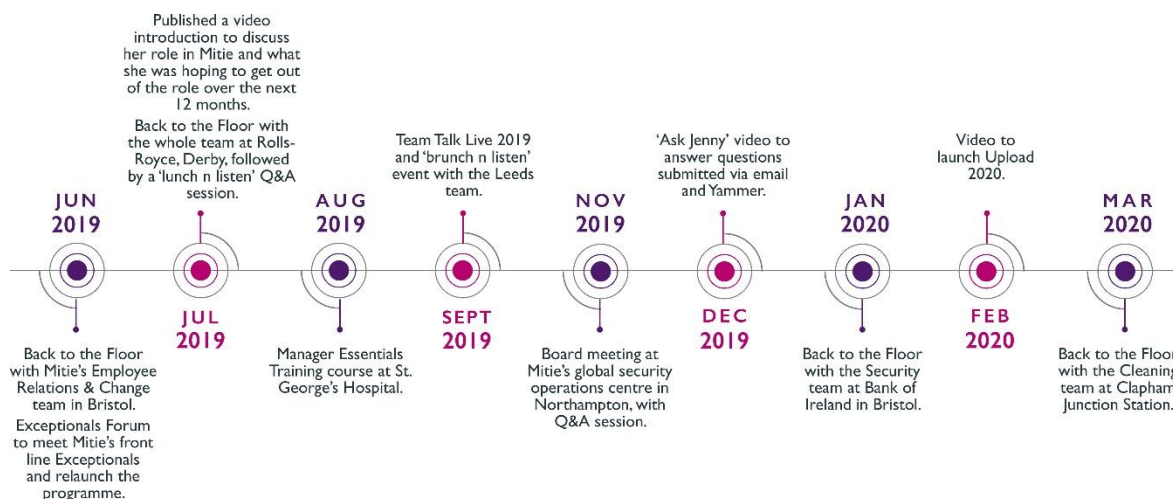 Published a video
introduction to discuss
her role in Mitie and what
she was hoping to get out
of the role over the next
12 months.
Back to the Floor with
the whole team at Rolls-
Royce, Derby, followed
by a ‘lunch n listen’ Q&A
session.
Team Talk Live 2019
and ‘brunch n listen’
event with the Leeds
team.
‘Ask Jenny’ video to
answer questions
submitted via email
and Yammer.
Video to
launch Upload
2020.
JUN
2019
AUG
2019
NOV
2019
JAN
2020
MAR
2020
JUL
2019
SEPT
2019
DEC
2019
FEB
2020
Back to the Floor
with Mitie’s Employee
Relations & Change
team in Bristol.
Exceptionals Forum
to meet Mitie’s front
line Exceptionals
and relaunch the
programme.
Manager Essentials
Training course at St.
George’s Hospital.
Board meeting at
Mitie’s global security
operations centre in
Northampton, with
Q&A session.
Back to the Floor
with the Security
team at Bank of
Ireland in Bristol.
Back to the Floor
with the Cleaning
team at Clapham
Junction Station.